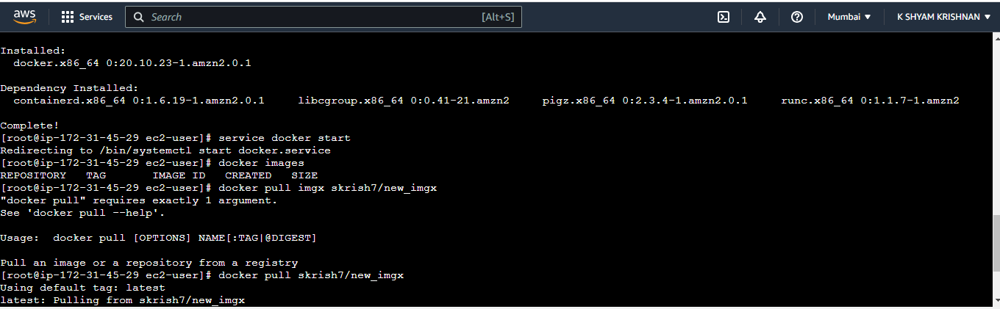 aws Services Search [Alt+S] Mumbai K SHYAM KRISHNAN
Installed:
docker.x86_64 0:20.10.23-1.amzn2.0.1
Dependency Installed:
containerd.x86_64 0:1.6.19-1.amzn2.0.1 libcgroup.x86_64 0:0.41-21.amzn2 pigz.x86_64 0:2.3.4-1.amzn2.0.1 runc.x86_64 0:1.1.7-1.amzn2
Complete!
[root@ip-172-31-45-29 ec2-user]# service docker start
Redirecting to /bin/systemctl start docker.service
[root@ip-172-31-45-29 ec2-user]# docker images
REPOSITORY TAG IMAGE ID CREATED SIZE
[root@ip-172-31-45-29 ec2-user]# docker pull imgx skrish7/new_imgx
"docker pull" requires exactly 1 argument.
See 'docker pull --help'.
Usage: docker pull [OPTIONS] NAME[:TAG|@DIGEST]
Pull an image or a repository from a registry
[root@ip-172-31-45-29 ec2-user]# docker pull skrish7/new_imgx
Using default tag: latest
latest: Pulling from skrish7/new_imgx